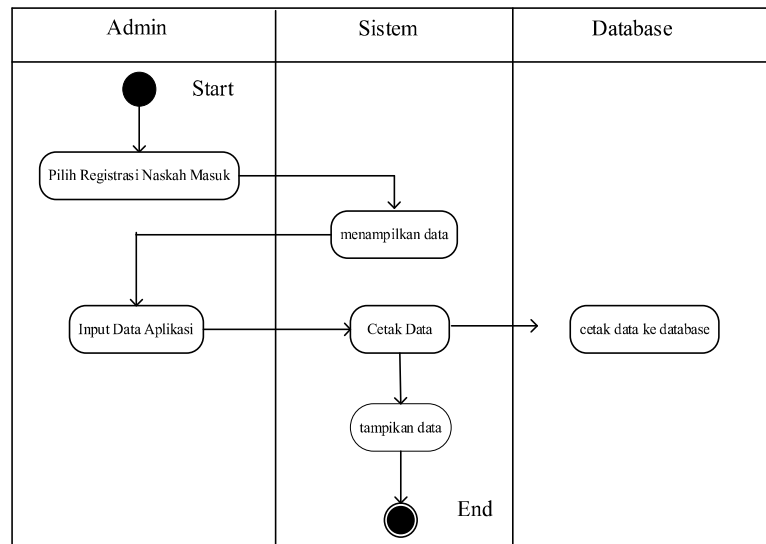 Admin
Sistem
Database
Start
Pilih Registrasi Naskah Masuk
menampilkan data
Input Data Aplikasi
Cetak Data
cetak data ke database
tampikan data
End